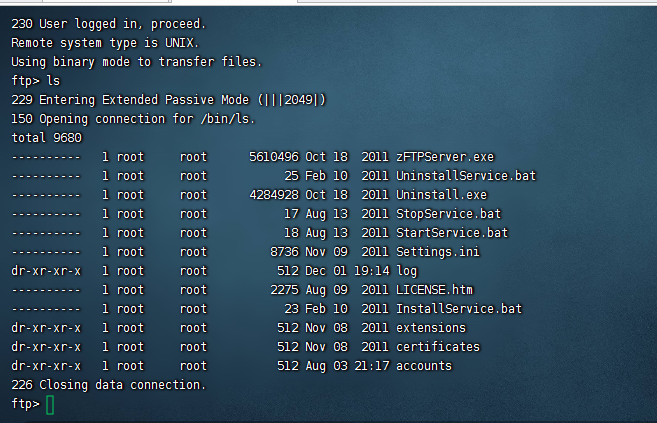 230 User logged in, proceed.
Remote system type is UNIX.
Using binary mode to transfer files.
ftp> ls
229 Entering Extended Passive Mode (|||2049|)
150 Opening connection for /bin/ls.
total 9680
----------   1 root     root      5610496 Oct 18  2011 zFTPServer.exe
----------   1 root     root           25 Feb 10  2011 UninstallService.bat
----------   1 root     root      4284928 Oct 18  2011 Uninstall.exe
----------   1 root     root           17 Aug 13  2011 StopService.bat
----------   1 root     root           18 Aug 13  2011 StartService.bat
----------   1 root     root         8736 Nov 09  2011 Settings.ini
dr-xr-xr-x   1 root     root          512 Dec 01 19:14 log
----------   1 root     root         2275 Aug 09  2011 LICENSE.htm
----------   1 root     root           23 Feb 10  2011 InstallService.bat
dr-xr-xr-x   1 root     root          512 Nov 08  2011 extensions
dr-xr-xr-x   1 root     root          512 Nov 08  2011 certificates
dr-xr-xr-x   1 root     root          512 Aug 03 21:17 accounts
226 Closing data connection.
ftp>